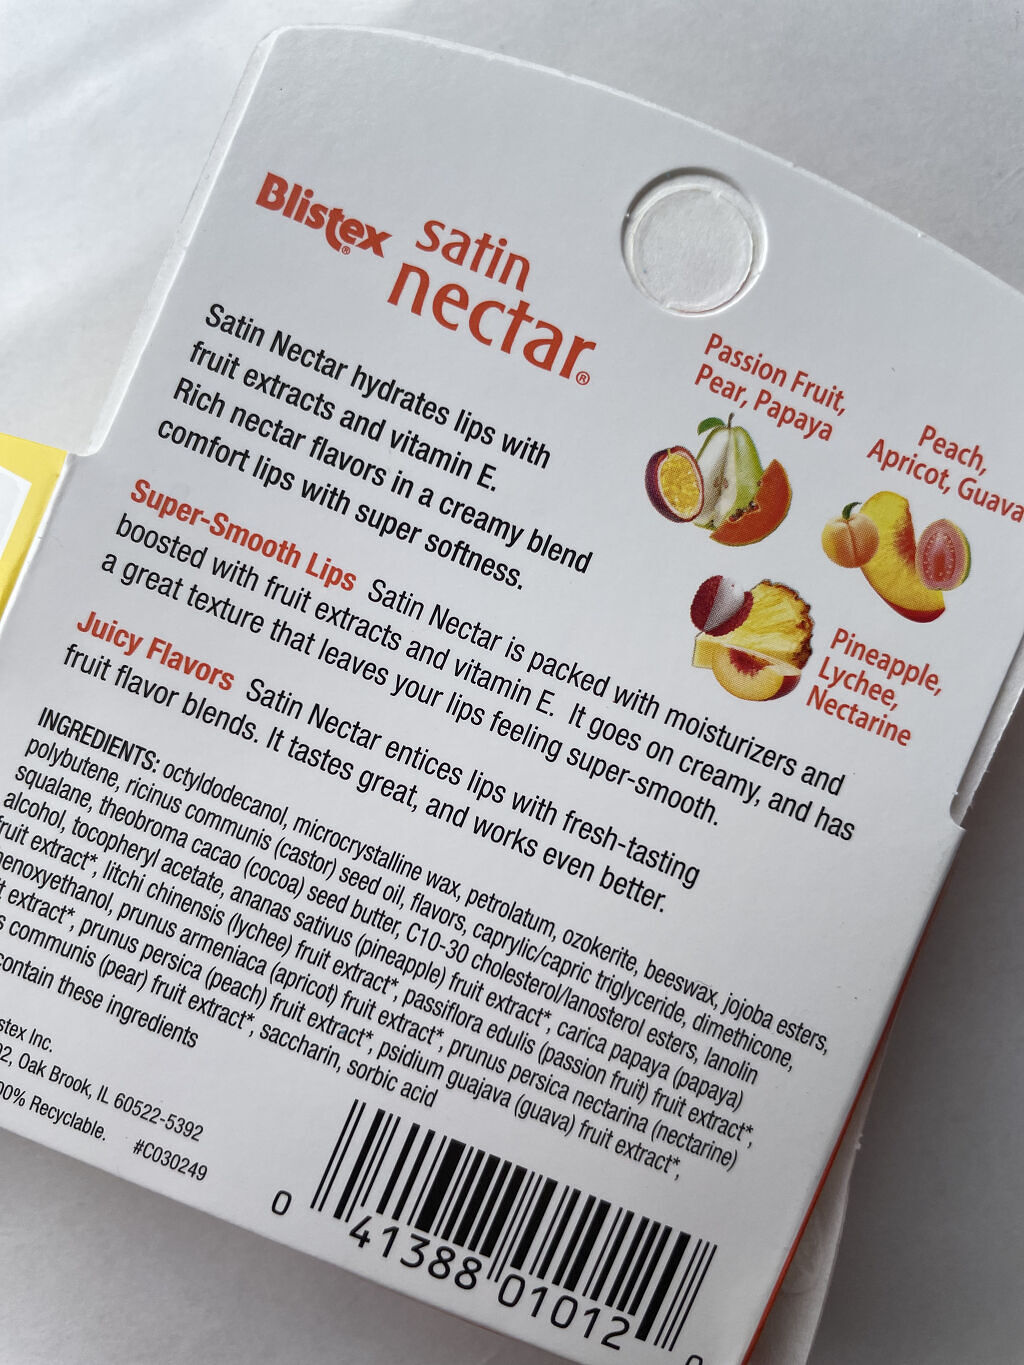 Blistex® satin
nectar®
Satin Nectar hydrates lips with
fruit extracts and vitamin E.
Rich nectar flavors in a creamy blend
comfort lips with super softness.
Passion Fruit,
Pear, Papaya
Peach,
Apricot, Guava
Pineapple,
Lychee,
Nectarine
Super-Smooth Lips Satin Nectar is packed with moisturizers and
boosted with fruit extracts and vitamin E. It goes on creamy, and has
a great texture that leaves your lips feeling super-smooth.
Juicy Flavors Satin Nectar entices lips with fresh-tasting
fruit flavor blends. It tastes great, and works even better.
INGREDIENTS: octyldodecanol, microcrystalline wax, petrolatum, ozokerite, beeswax, jojoba esters,
polybutene, ricinus communis (castor) seed oil, flavors, caprylic/capric triglyceride, dimethicone,
squalane, theobroma cacao (cocoa) seed butter, C10-30 cholesterol/lanosterol esters, lanolin
alcohol, tocopheryl acetate, ananas sativus (pineapple) fruit extract*, carica papaya (papaya)
fruit extract*, litchi chinensis (lychee) fruit extract*, passiflora edulis (passion fruit) fruit extract*,
prunus armeniaca (apricot) fruit extract*, prunus persica nectarina (nectarine)
extract*, prunus persica (peach) fruit extract*, psidium guajava (guava) fruit extract*,
communis (pear) fruit extract*, saccharin, sorbic acid
contain these ingredients
Inc.
Oak Brook, IL 60522-5392
Recyclable. #C030249
0 41388 01012